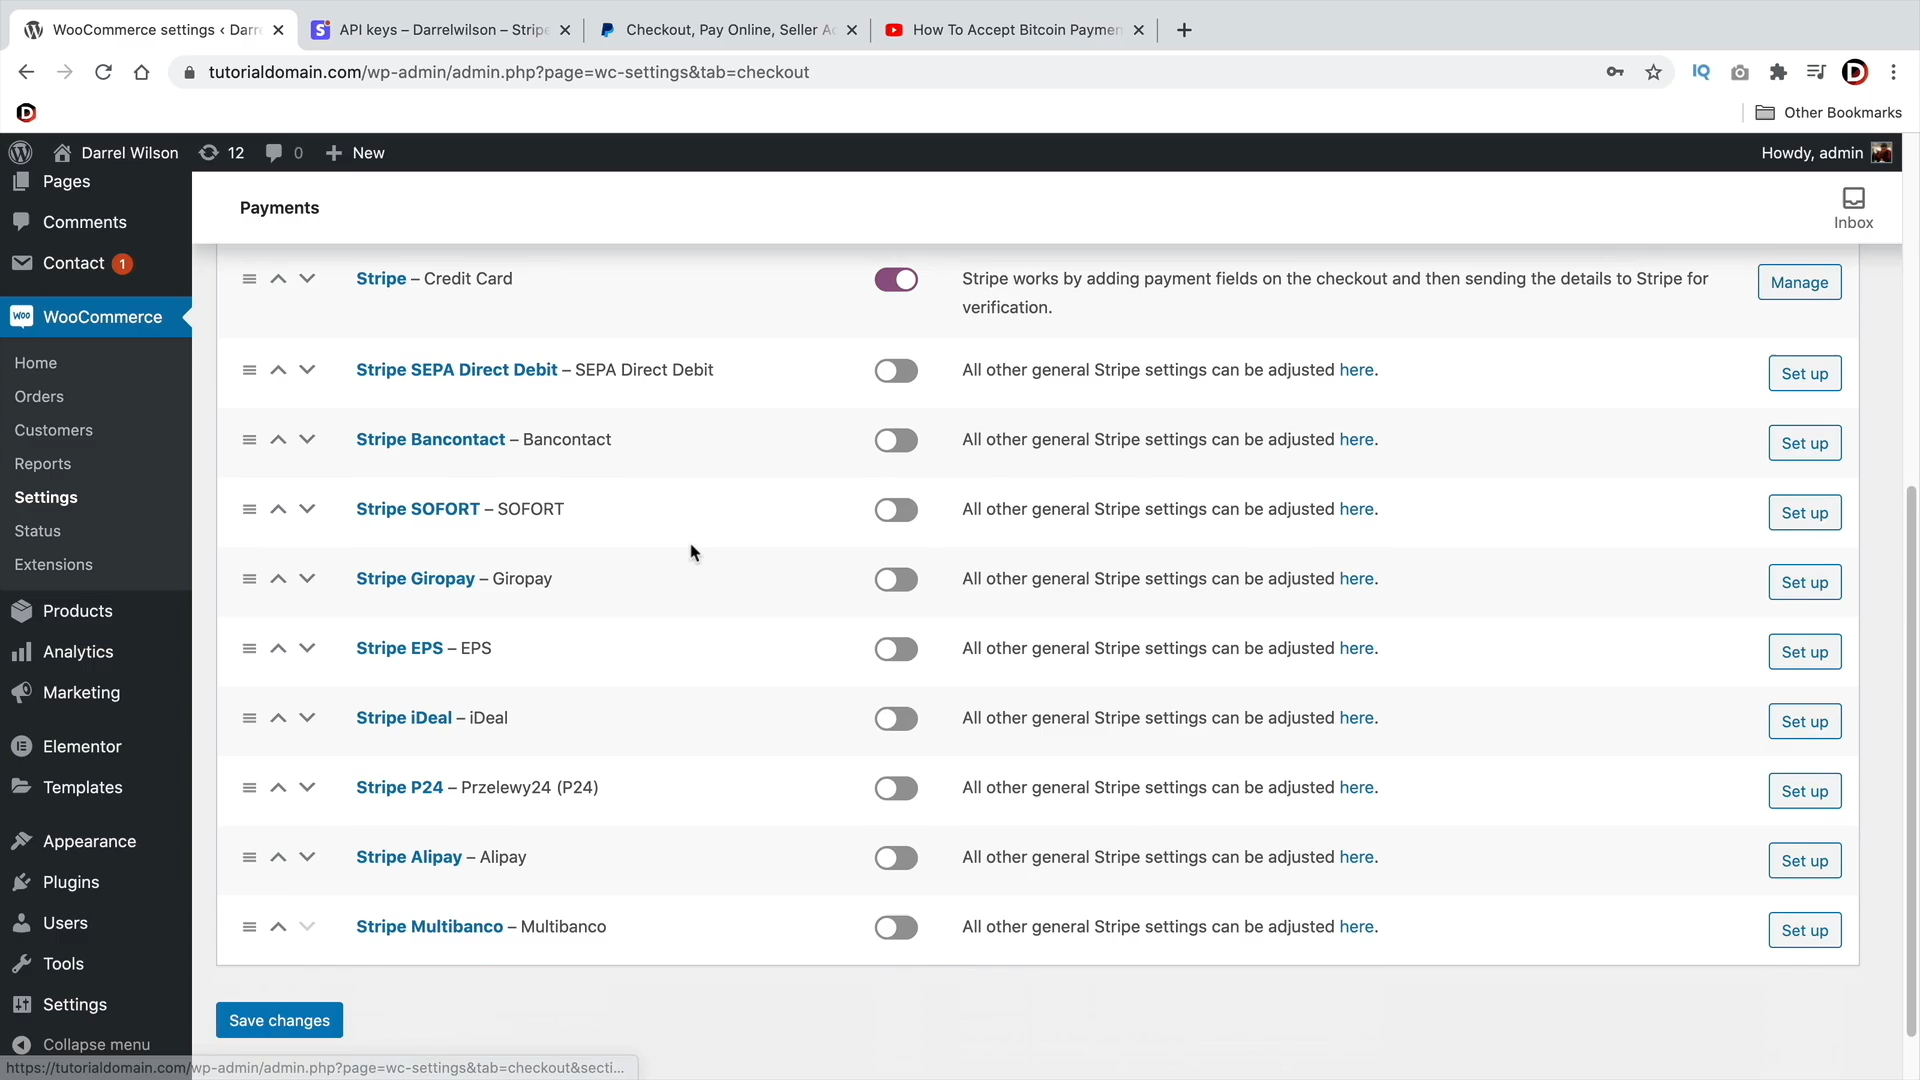 WooCommerce settings ‹ Darr
API keys – Darrelwilson – Stripe
Checkout, Pay Online, Seller Ac
How To Accept Bitcoin Paymen
tutorialdomain.com/wp-admin/admin.php?page=wc-settings&tab=checkout
IQ
Other Bookmarks
Darrel Wilson
12
0
New
Howdy, admin
Pages
Comments
Contact 1
WooCommerce
Home
Orders
Customers
Reports
Settings
Status
Extensions
Products
Analytics
Marketing
Elementor
Templates
Appearance
Plugins
Users
Tools
Settings
Collapse menu
Payments
Inbox
Stripe – Credit Card
Stripe works by adding payment fields on the checkout and then sending the details to Stripe for
verification.
Manage
Stripe SEPA Direct Debit – SEPA Direct Debit
All other general Stripe settings can be adjusted here.
Set up
Stripe Bancontact – Bancontact
All other general Stripe settings can be adjusted here.
Set up
Stripe SOFORT – SOFORT
All other general Stripe settings can be adjusted here.
Set up
Stripe Giropay – Giropay
All other general Stripe settings can be adjusted here.
Set up
Stripe EPS – EPS
All other general Stripe settings can be adjusted here.
Set up
Stripe iDeal – iDeal
All other general Stripe settings can be adjusted here.
Set up
Stripe P24 – Przelewy24 (P24)
All other general Stripe settings can be adjusted here.
Set up
Stripe Alipay – Alipay
All other general Stripe settings can be adjusted here.
Set up
Stripe Multibanco – Multibanco
All other general Stripe settings can be adjusted here.
Set up
Save changes
https://tutorialdomain.com/wp-admin/admin.php?page=wc-settings&tab=checkout&secti...